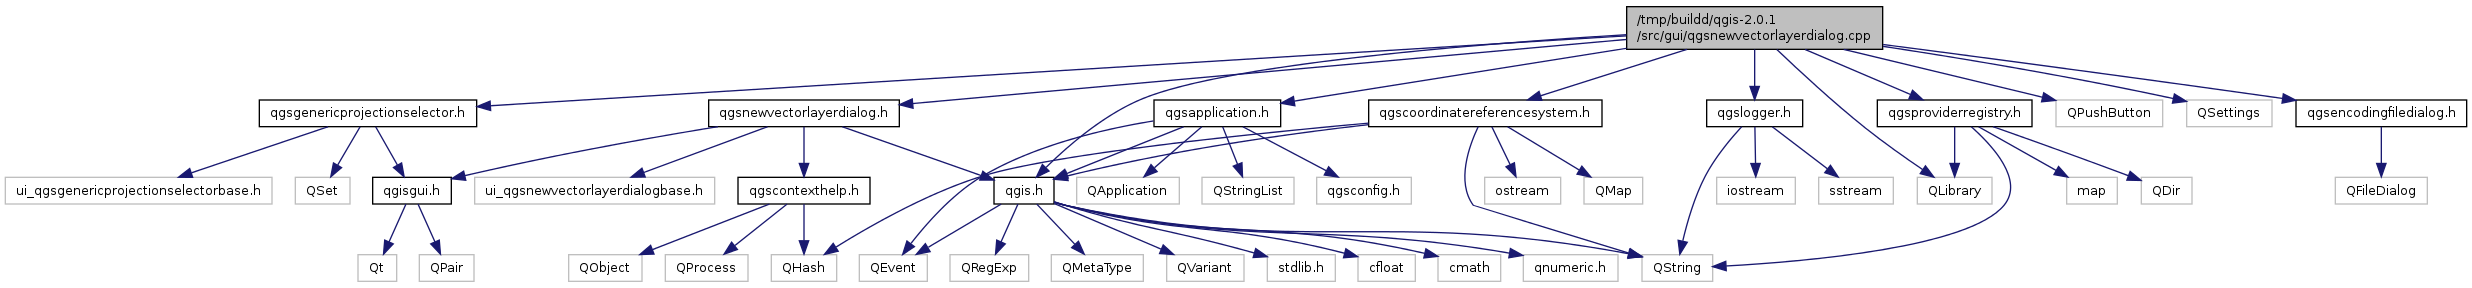 /tmp/buildd/qgis-2.0.1
/src/gui/qgsnewvectorlayerdialog.cpp
qgsgenericprojectionselector.h
qgsnewvectorlayerdialog.h
qgsapplication.h
qgscoordinatereferencesystem.h
qgslogger.h
qgsproviderregistry.h
QPushButton
QSettings
qgsencodingfiledialog.h
ui_qgsgenericprojectionselectorbase.h
QSet
qgisgui.h
ui_qgsnewvectorlayerdialogbase.h
qgscontexthelp.h
qgis.h
QApplication
QStringList
qgsconfig.h
ostream
QMap
iostream
sstream
QLibrary
map
QDir
QFileDialog
Qt
QPair
QObject
QProcess
QHash
QEvent
QRegExp
QMetaType
QVariant
stdlib.h
cfloat
cmath
qnumeric.h
QString